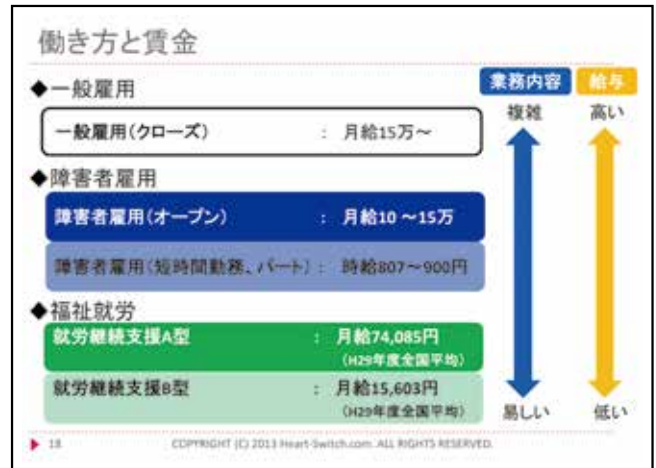 働き方と賃金
業務内容 給与
複雑 高い
◆一般雇用
一般雇用(クローズ) : 月給15万~
◆障害者雇用
障害者雇用(オープン) : 月給10~15万
障害者雇用(短時間勤務、パート) : 時給807~900円
◆福祉就労
就労継続支援A型 : 月給74,085円
(H29年度全国平均)
就労継続支援B型 : 月給15,603円
(H29年度全国平均)
易しい 低い
18 COPYRIGHT (C) 2013 Heart-Switch.com. ALL RIGHTS RESERVED.